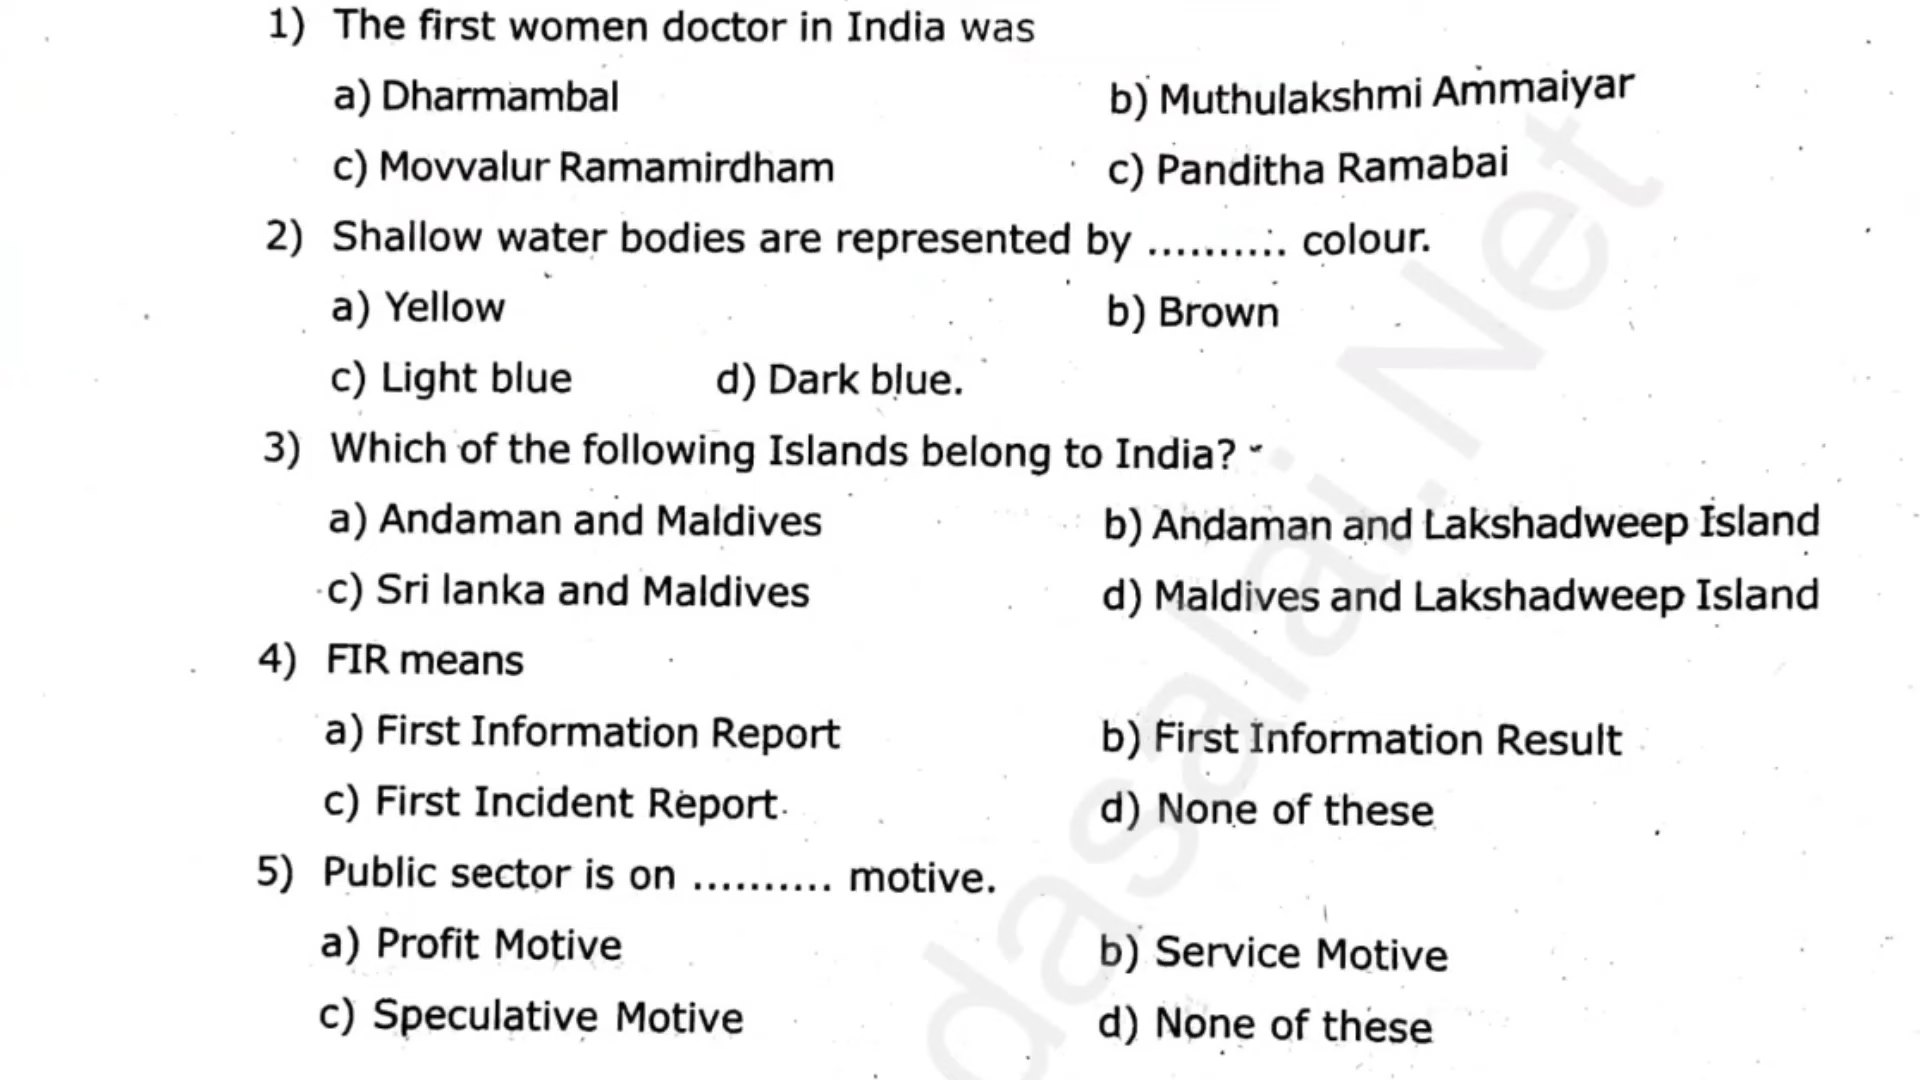 1) The first women doctor in India was
a) Dharmambal b) Muthulakshmi Ammaiyar
c) Movvalur Ramamirdham c) Panditha Ramabai
2) Shallow water bodies are represented by .......... colour.
a) Yellow b) Brown
c) Light blue d) Dark blue.
3) Which of the following Islands belong to India?
a) Andaman and Maldives b) Andaman and Lakshadweep Island
c) Sri lanka and Maldives d) Maldives and Lakshadweep Island
4) FIR means
a) First Information Report b) First Information Result
c) First Incident Report d) None of these
5) Public sector is on .......... motive.
a) Profit Motive b) Service Motive
c) Speculative Motive d) None of these
dasalai.Net